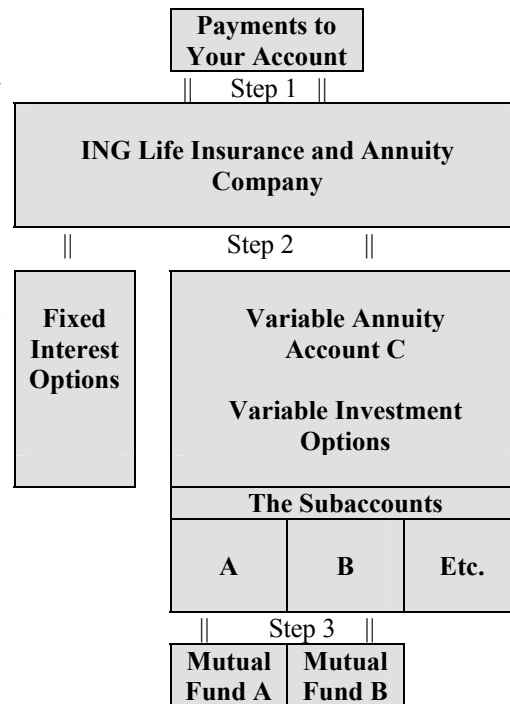 Payments to
Your Account
|| Step 1 ||
ING Life Insurance and Annuity
Company
|| Step 2 ||
Fixed
Interest
Options
Variable Annuity
Account C
Variable Investment
Options
The Subaccounts
A B Etc.
|| Step 3 ||
Mutual
Fund A
Mutual
Fund B